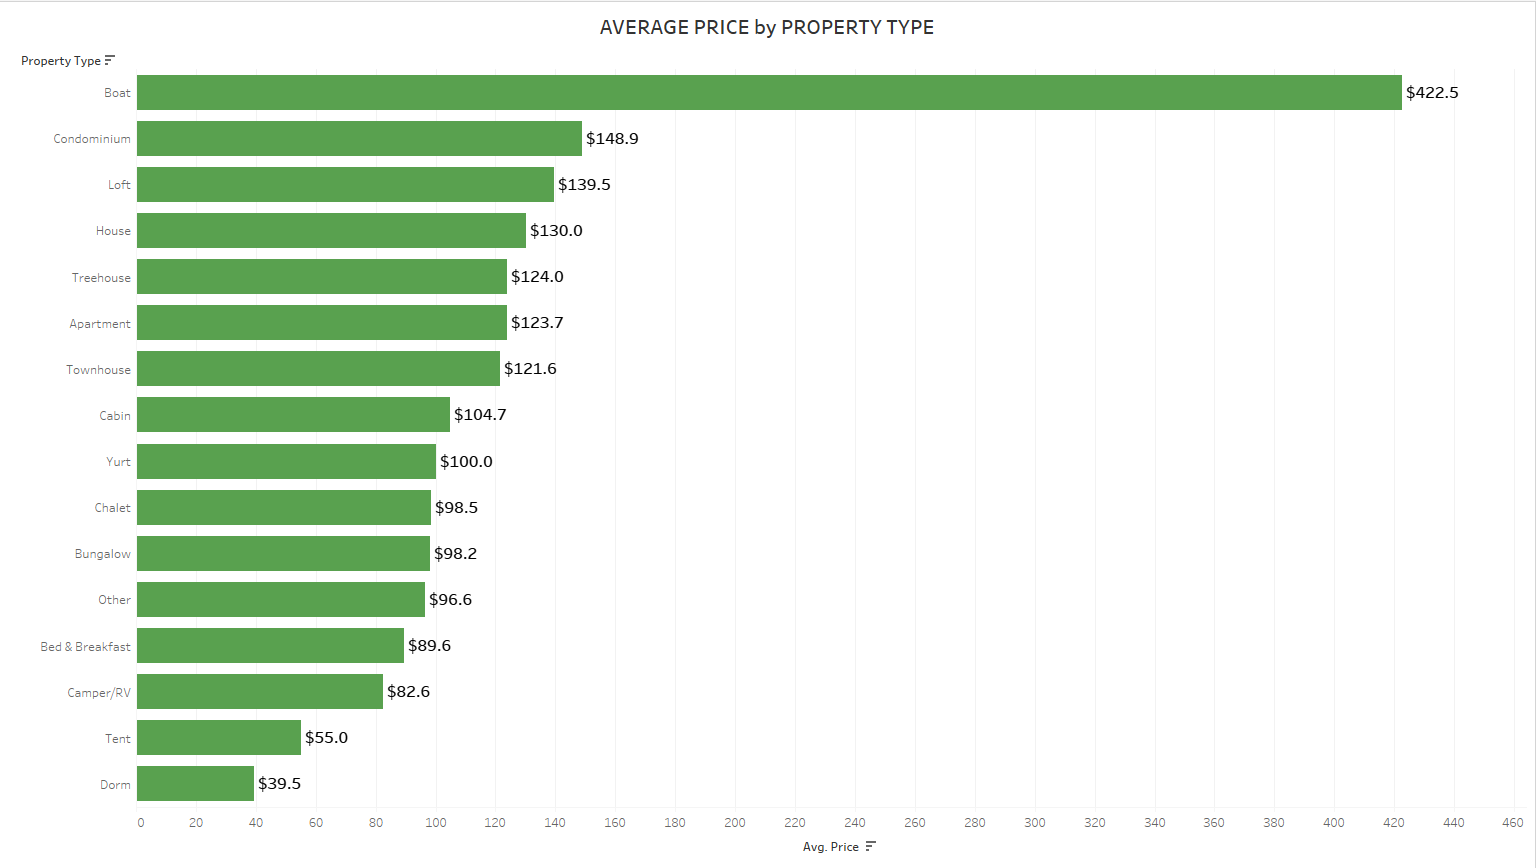 AVERAGE PRICE by PROPERTY TYPE
Property Type
Boat $422.5
Condominium $148.9
Loft $139.5
House $130.0
Treehouse $124.0
Apartment $123.7
Townhouse $121.6
Cabin $104.7
Yurt $100.0
Chalet $98.5
Bungalow $98.2
Other $96.6
Bed & Breakfast $89.6
Camper/RV $82.6
Tent $55.0
Dorm $39.5
0 20 40 60 80 100 120 140 160 180 200 220 240 260 280 300 320 340 360 380 400 420 440 460
Avg. Price